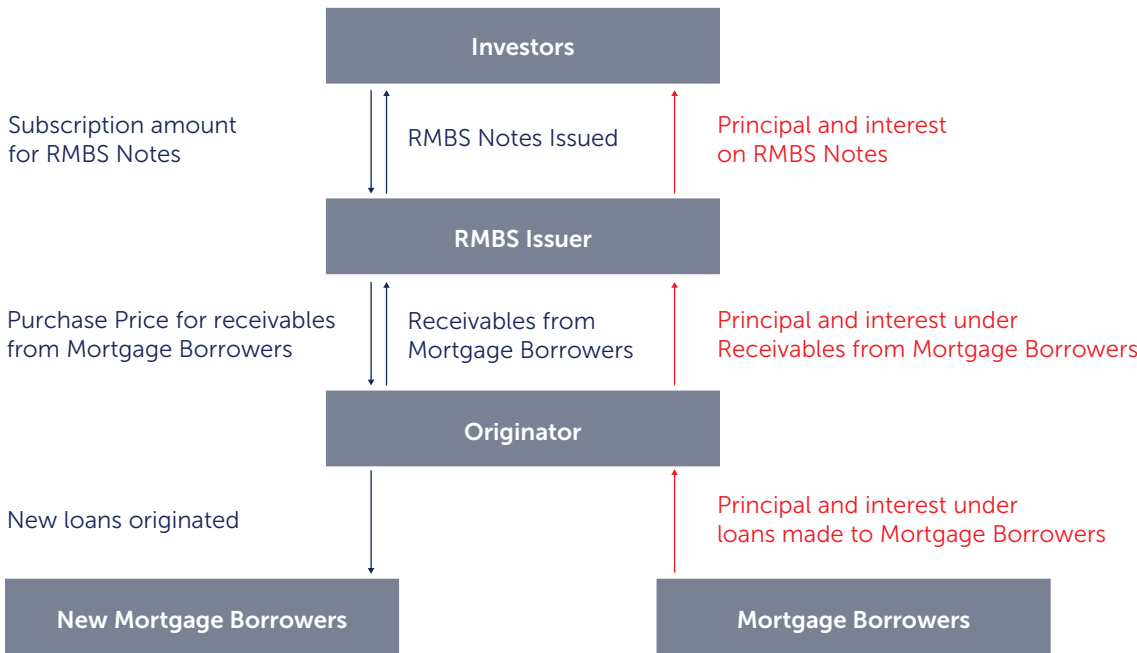 Investors
Subscription amount
for RMBS Notes
RMBS Notes Issued
Principal and interest
on RMBS Notes
RMBS Issuer
Purchase Price for receivables
from Mortgage Borrowers
Receivables from
Mortgage Borrowers
Principal and interest under
Receivables from Mortgage Borrowers
Originator
New loans originated
Principal and interest under
loans made to Mortgage Borrowers
New Mortgage Borrowers
Mortgage Borrowers